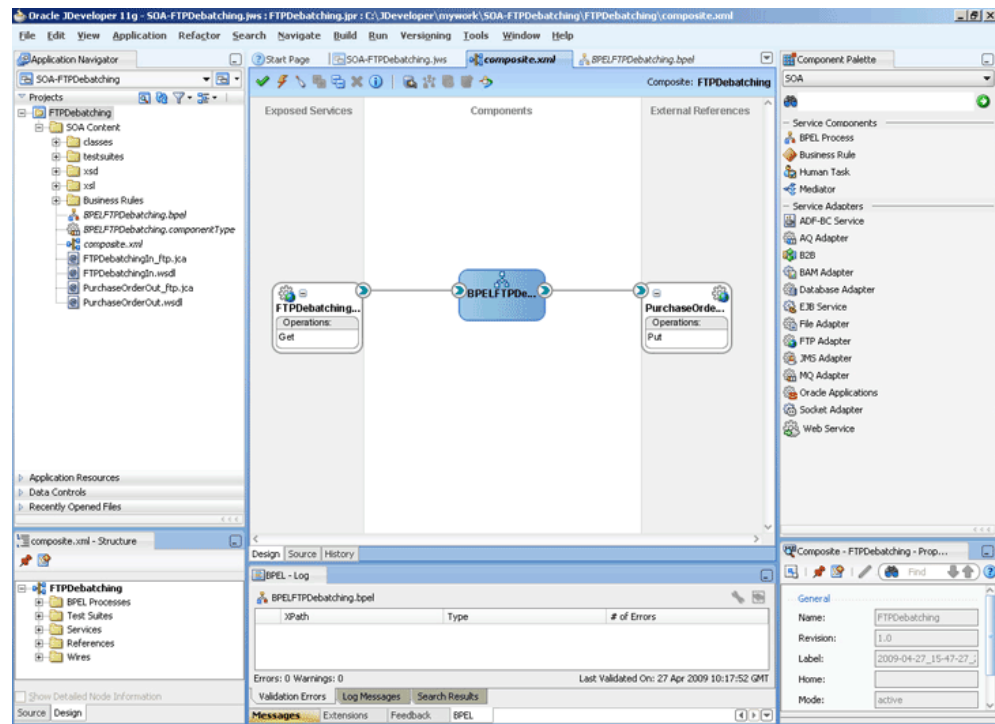 Oracle JDeveloper 11g - SOA-FTPDebatching.jws : FTPDebatching.jpr : C:\JDeveloper\mywork\SOA-FTPDebatching\FTPDebatching\composite.xml
File Edit View Application Refactor Search Navigate Build Run Versioning Tools Window Help
Application Navigator
SOA-FTPDebatching
Projects
FTPDebatching
SOA Content
classes
testsuites
xsd
xsl
Business Rules
BPELFTPDebatching.bpel
BPELFTPDebatching.componentType
composite.xml
FTPDebatchingIn_ftp.jca
FTPDebatchingIn.wsdl
PurchaseOrderOut_ftp.jca
PurchaseOrderOut.wsdl
Application Resources
Data Controls
Recently Opened Files
composite.xml - Structure
FTPDebatching
BPEL Processes
Test Suites
Services
References
Wires
Show Detailed Node Information
Source Design
Start Page SOA-FTPDebatching.jws composite.xml BPELFTPDebatching.bpel
Composite: FTPDebatching
Exposed Services Components External References
FTPDebatching...
Operations:
Get
BPELFTPDe...
PurchaseOrde...
Operations:
Put
Design Source History
BPEL - Log
BPELFTPDebatching.bpel
XPath Type # of Errors
Errors: 0 Warnings: 0 Last Validated On: 27 Apr 2009 10:17:52 GMT
Validation Errors Log Messages Search Results
Messages Extensions Feedback BPEL
Component Palette
SOA
Service Components
BPEL Process
Business Rule
Human Task
Mediator
Service Adapters
ADF-BC Service
AQ Adapter
B2B
BAM Adapter
Database Adapter
EJB Service
File Adapter
FTP Adapter
JMS Adapter
MQ Adapter
Oracle Applications
Socket Adapter
Web Service
Composite - FTPDebatching - Prop...
Find
General
Name: FTPDebatching
Revision: 1.0
Label: 2009-04-27_15-47-27_
Home:
Mode: active